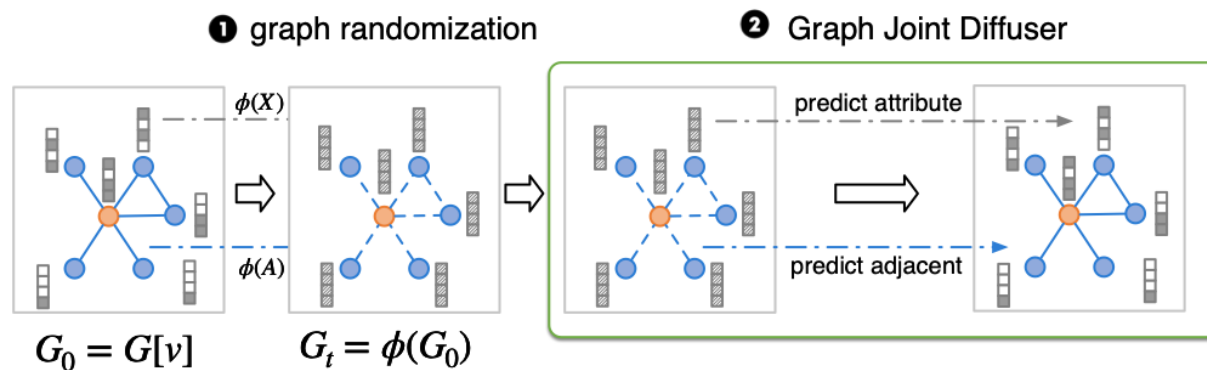 ❶ graph randomization
❷ Graph Joint Diffuser
ϕ(X)
predict attribute
ϕ(A)
predict adjacent
G₀ = G[v]
Gₜ = ϕ(G₀)